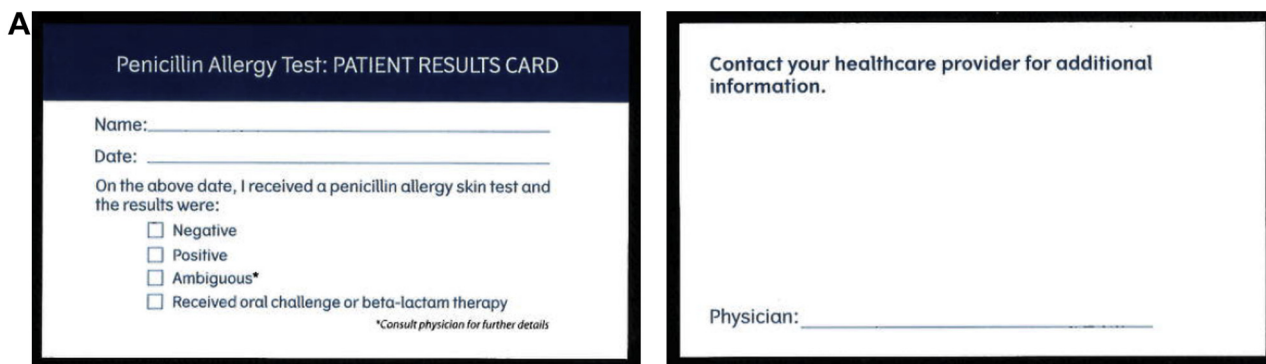 A
Penicillin Allergy Test: PATIENT RESULTS CARD
Name:
Date:
On the above date, I received a penicillin allergy skin test and
the results were:
Negative
Positive
Ambiguous*
Received oral challenge or beta-lactam therapy
*Consult physician for further details
Contact your healthcare provider for additional
information.
Physician: